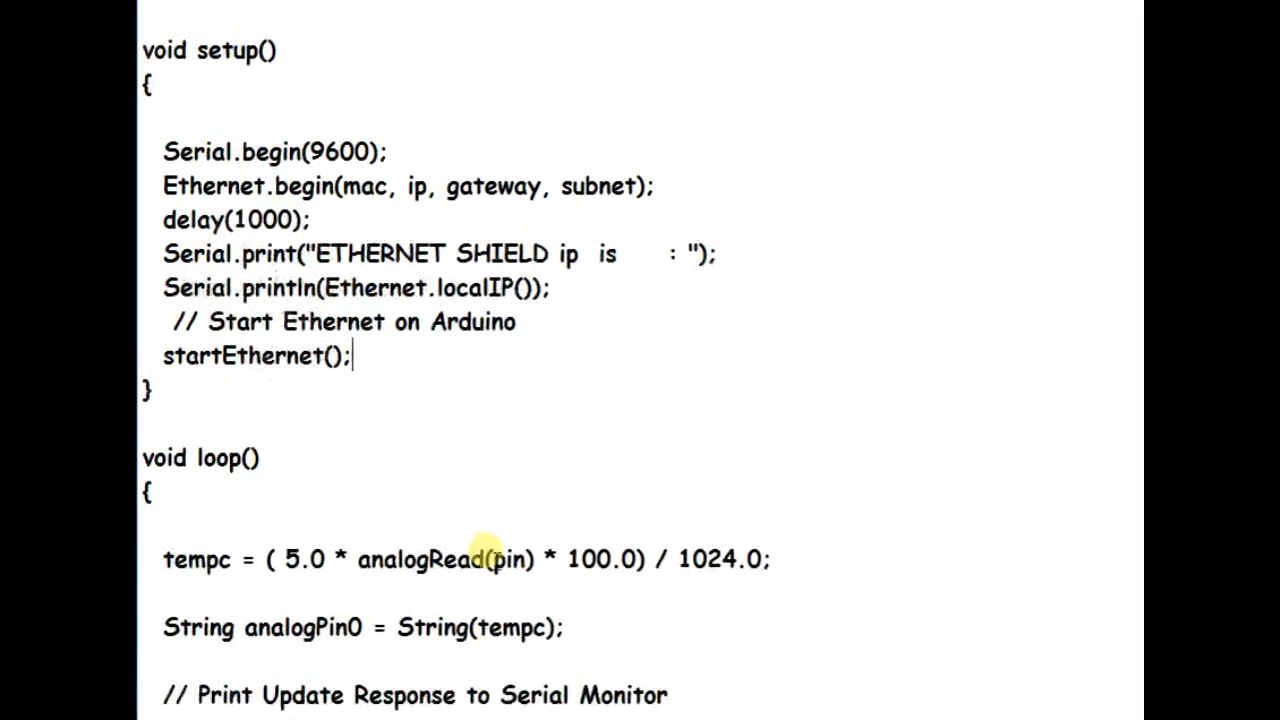 void setup()
{
Serial.begin(9600);
Ethernet.begin(mac, ip, gateway, subnet);
delay(1000);
Serial.print("ETHERNET SHIELD ip  is     : ");
Serial.println(Ethernet.localIP());
// Start Ethernet on Arduino
startEthernet();
}
void loop()
{
tempc = ( 5.0 * analogRead(pin) * 100.0) / 1024.0;
String analogPin0 = String(tempc);
// Print Update Response to Serial Monitor